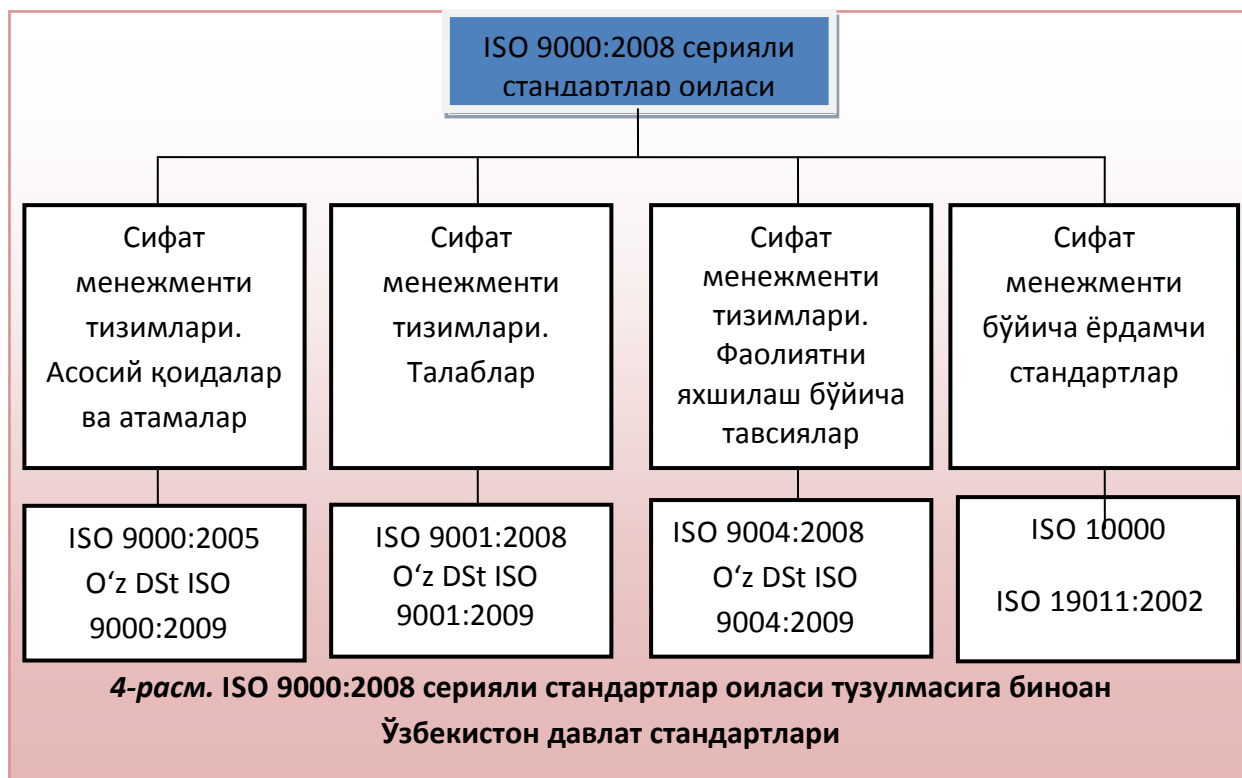 ISO 9000:2008 серияли
стандартлар оиласи
Сифат
менежменти
тизимлари.
Асосий қоидалар
ва атамалар
Сифат
менежменти
тизимлари.
Талаблар
Сифат
менежменти
тизимлари.
Фаолиятни
яхшилаш бўйича
тавсиялар
Сифат
менежменти
бўйича ёрдамчи
стандартлар
ISO 9000:2005
O‘z DSt ISO
9000:2009
ISO 9001:2008
O‘z DSt ISO
9001:2009
ISO 9004:2008
O‘z DSt ISO
9004:2009
ISO 10000
ISO 19011:2002
4-расм. ISO 9000:2008 серияли стандартлар оиласи тузулмасига биноан
Ўзбекистон давлат стандартлари